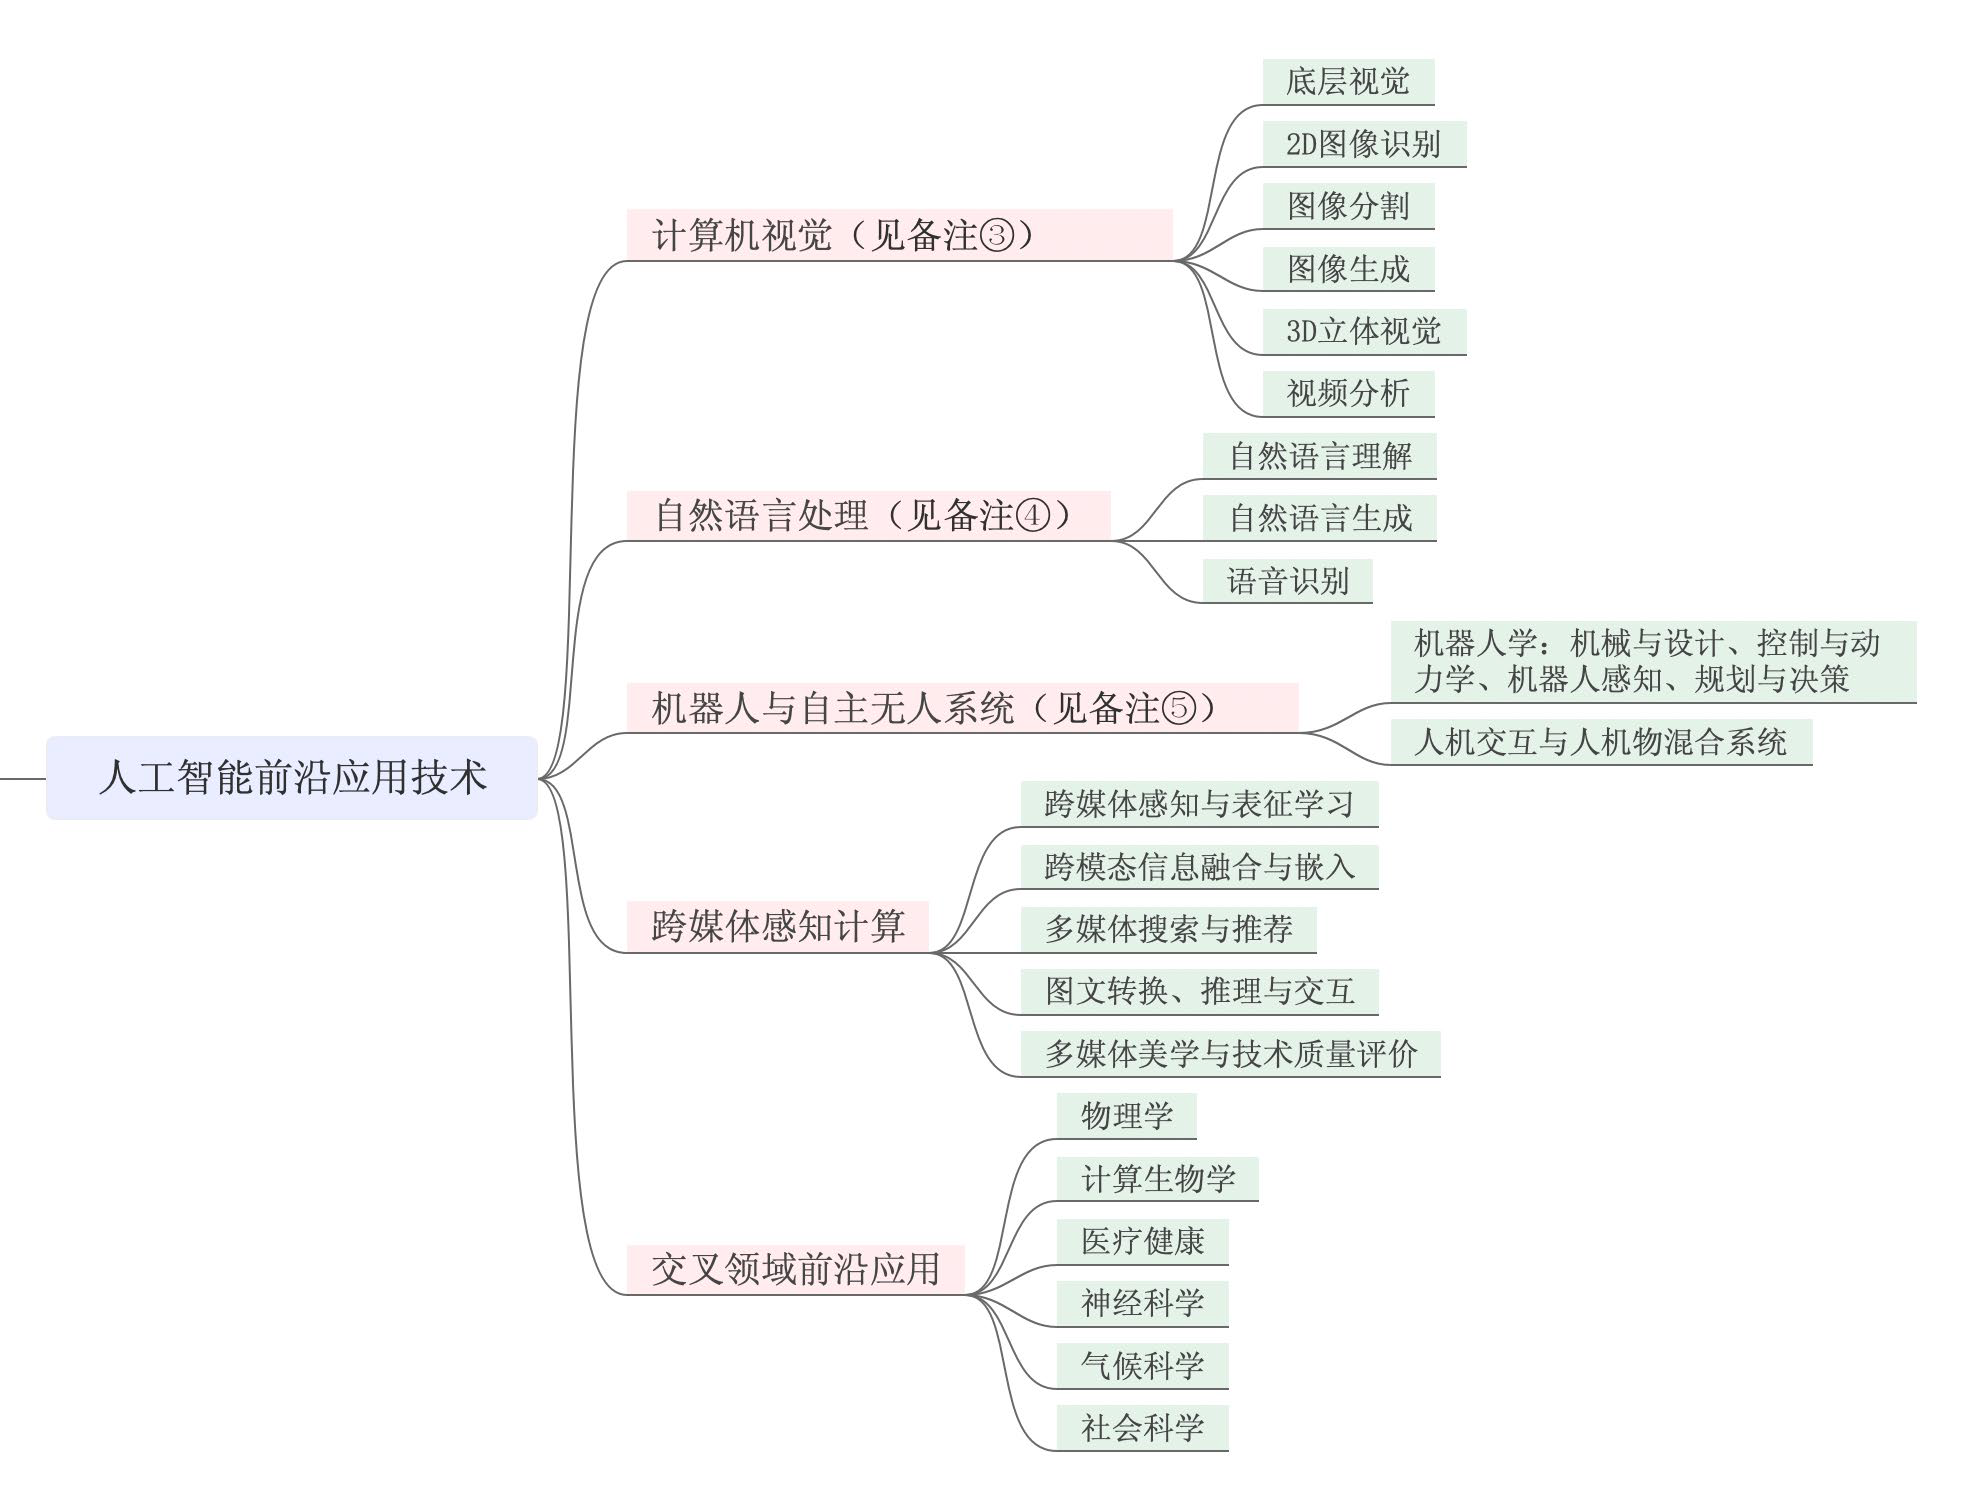 人工智能前沿应用技术
计算机视觉（见备注③）
底层视觉
2D图像识别
图像分割
图像生成
3D立体视觉
视频分析
自然语言处理（见备注④）
自然语言理解
自然语言生成
语音识别
机器人与自主无人系统（见备注⑤）
机器人学：机械与设计、控制与动
力学、机器人感知、规划与决策
人机交互与人机物混合系统
跨媒体感知计算
跨媒体感知与表征学习
跨模态信息融合与嵌入
多媒体搜索与推荐
图文转换、推理与交互
多媒体美学与技术质量评价
交叉领域前沿应用
物理学
计算生物学
医疗健康
神经科学
气候科学
社会科学